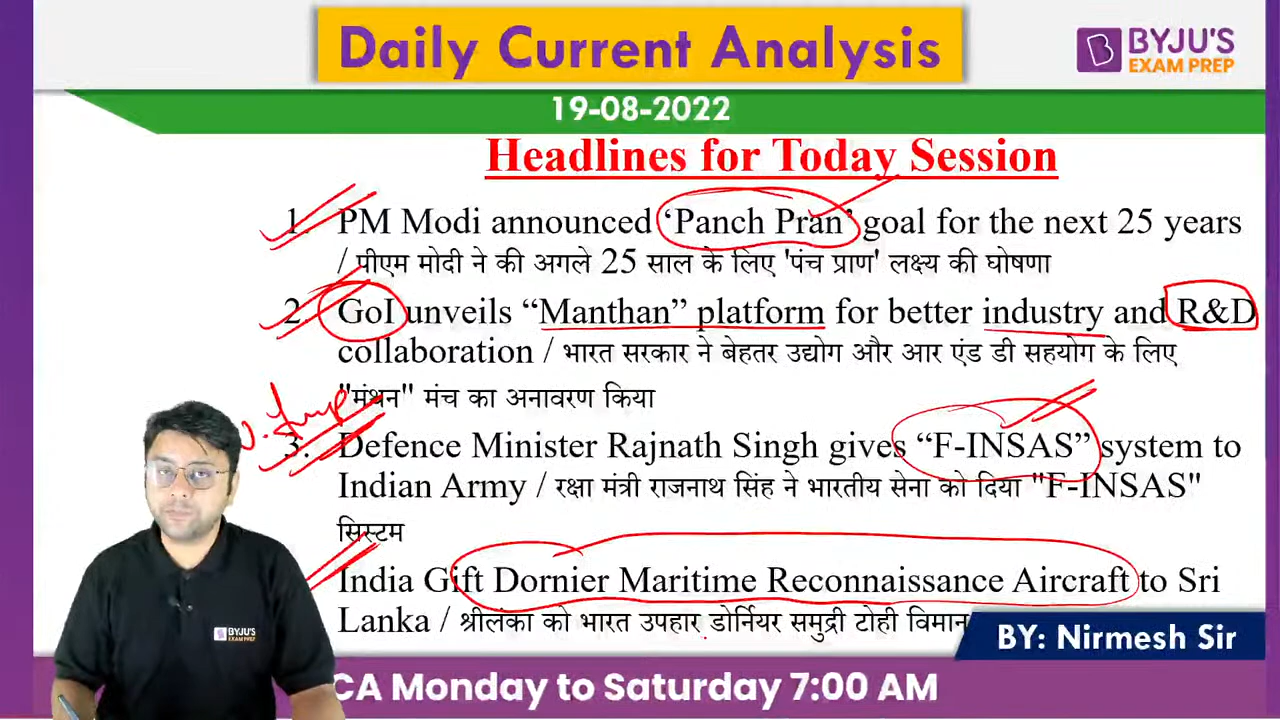 Daily Current Analysis
BYJU'S
EXAM PREP
19-08-2022
Headlines for Today Session
1. PM Modi announced ‘Panch Pran’ goal for the next 25 years
/ पीएम मोदी ने की अगले 25 साल के लिए 'पंच प्राण' लक्ष्य की घोषणा
2. GoI unveils “Manthan” platform for better industry and R&D
collaboration / भारत सरकार ने बेहतर उद्योग और आर एंड डी सहयोग के लिए
"मंथन" मंच का अनावरण किया
v. Imp
3. Defence Minister Rajnath Singh gives “F-INSAS” system to
Indian Army / रक्षा मंत्री राजनाथ सिंह ने भारतीय सेना को दिया "F-INSAS"
सिस्टम
India Gift Dornier Maritime Reconnaissance Aircraft to Sri
Lanka / श्रीलंका को भारत उपहार डोर्नियर समुद्री टोही विमान
BYJU'S
EXAM PREP
BY: Nirmesh Sir
CA Monday to Saturday 7:00 AM